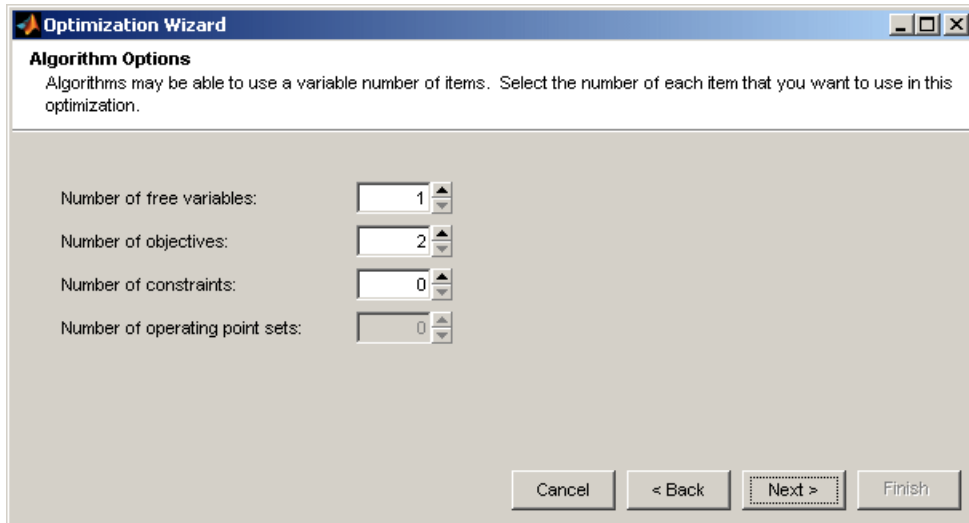 Optimization Wizard
Algorithm Options
Algorithms may be able to use a variable number of items. Select the number of each item that you want to use in this
optimization.
Number of free variables: 1
Number of objectives: 2
Number of constraints: 0
Number of operating point sets: 0
Cancel < Back Next > Finish